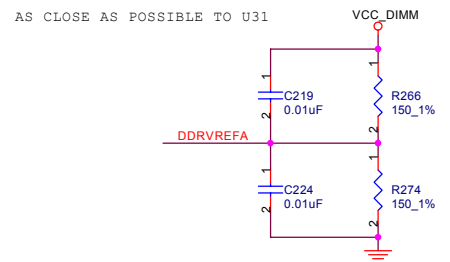 AS CLOSE AS POSSIBLE TO U31
VCC_DIMM
1
1
C219
0.01uF
R266
150_1%
2
2
DDRVREFA
1
1
C224
0.01uF
R274
150_1%
2
2